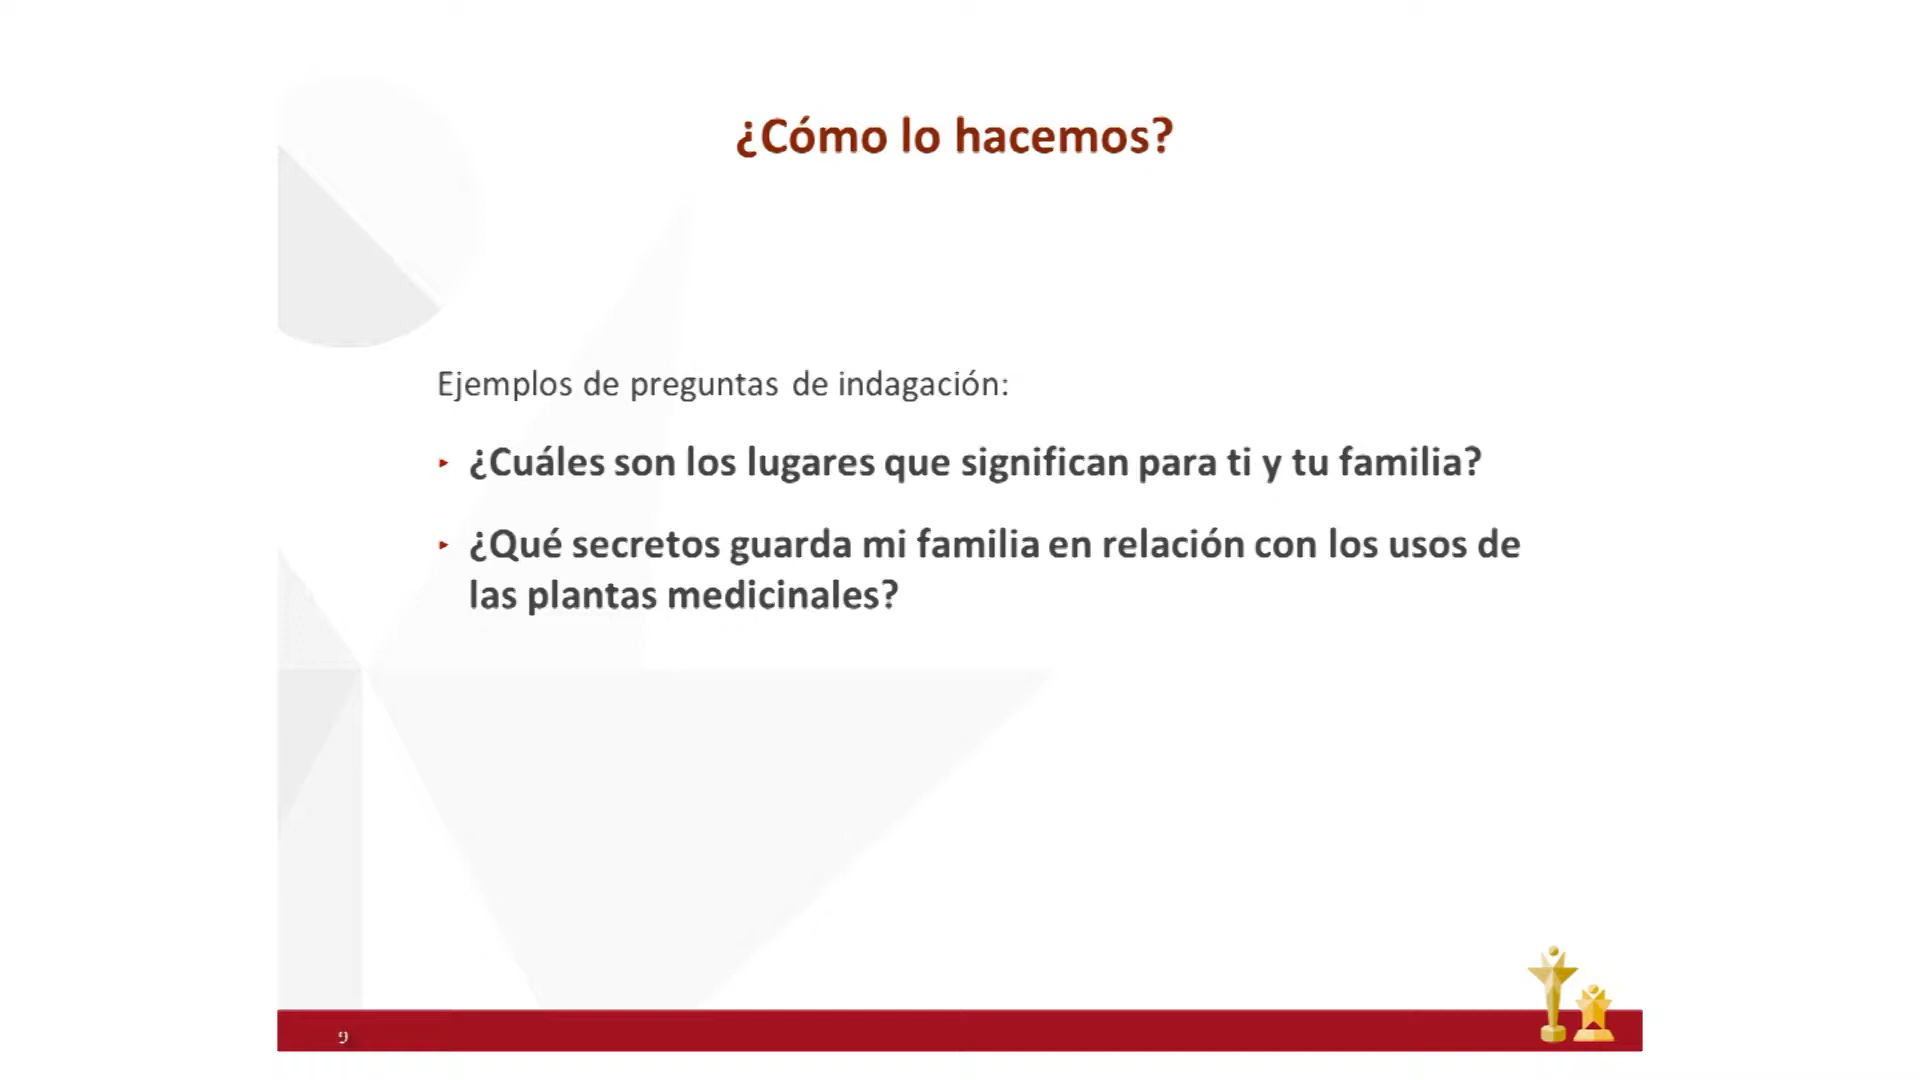 ¿Cómo lo hacemos?
Ejemplos de preguntas de indagación:
‣ ¿Cuáles son los lugares que significan para ti y tu familia?
‣ ¿Qué secretos guarda mi familia en relación con los usos de
las plantas medicinales?
9